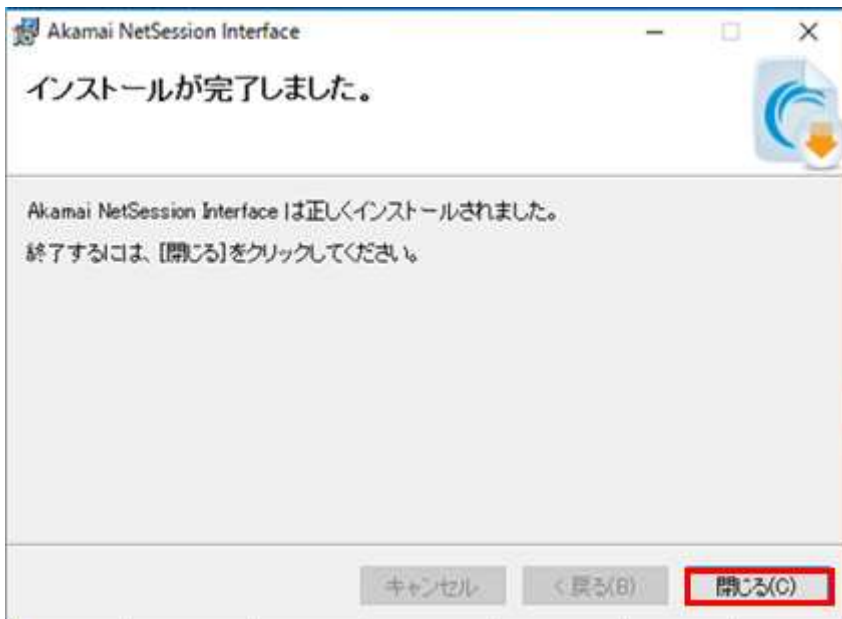 Akamai NetSession Interface
インストールが完了しました。
Akamai NetSession Interface は正しくインストールされました。
終了するには、[閉じる]をクリックしてください。
キャンセル
< 戻る(B)
閉じる(C)